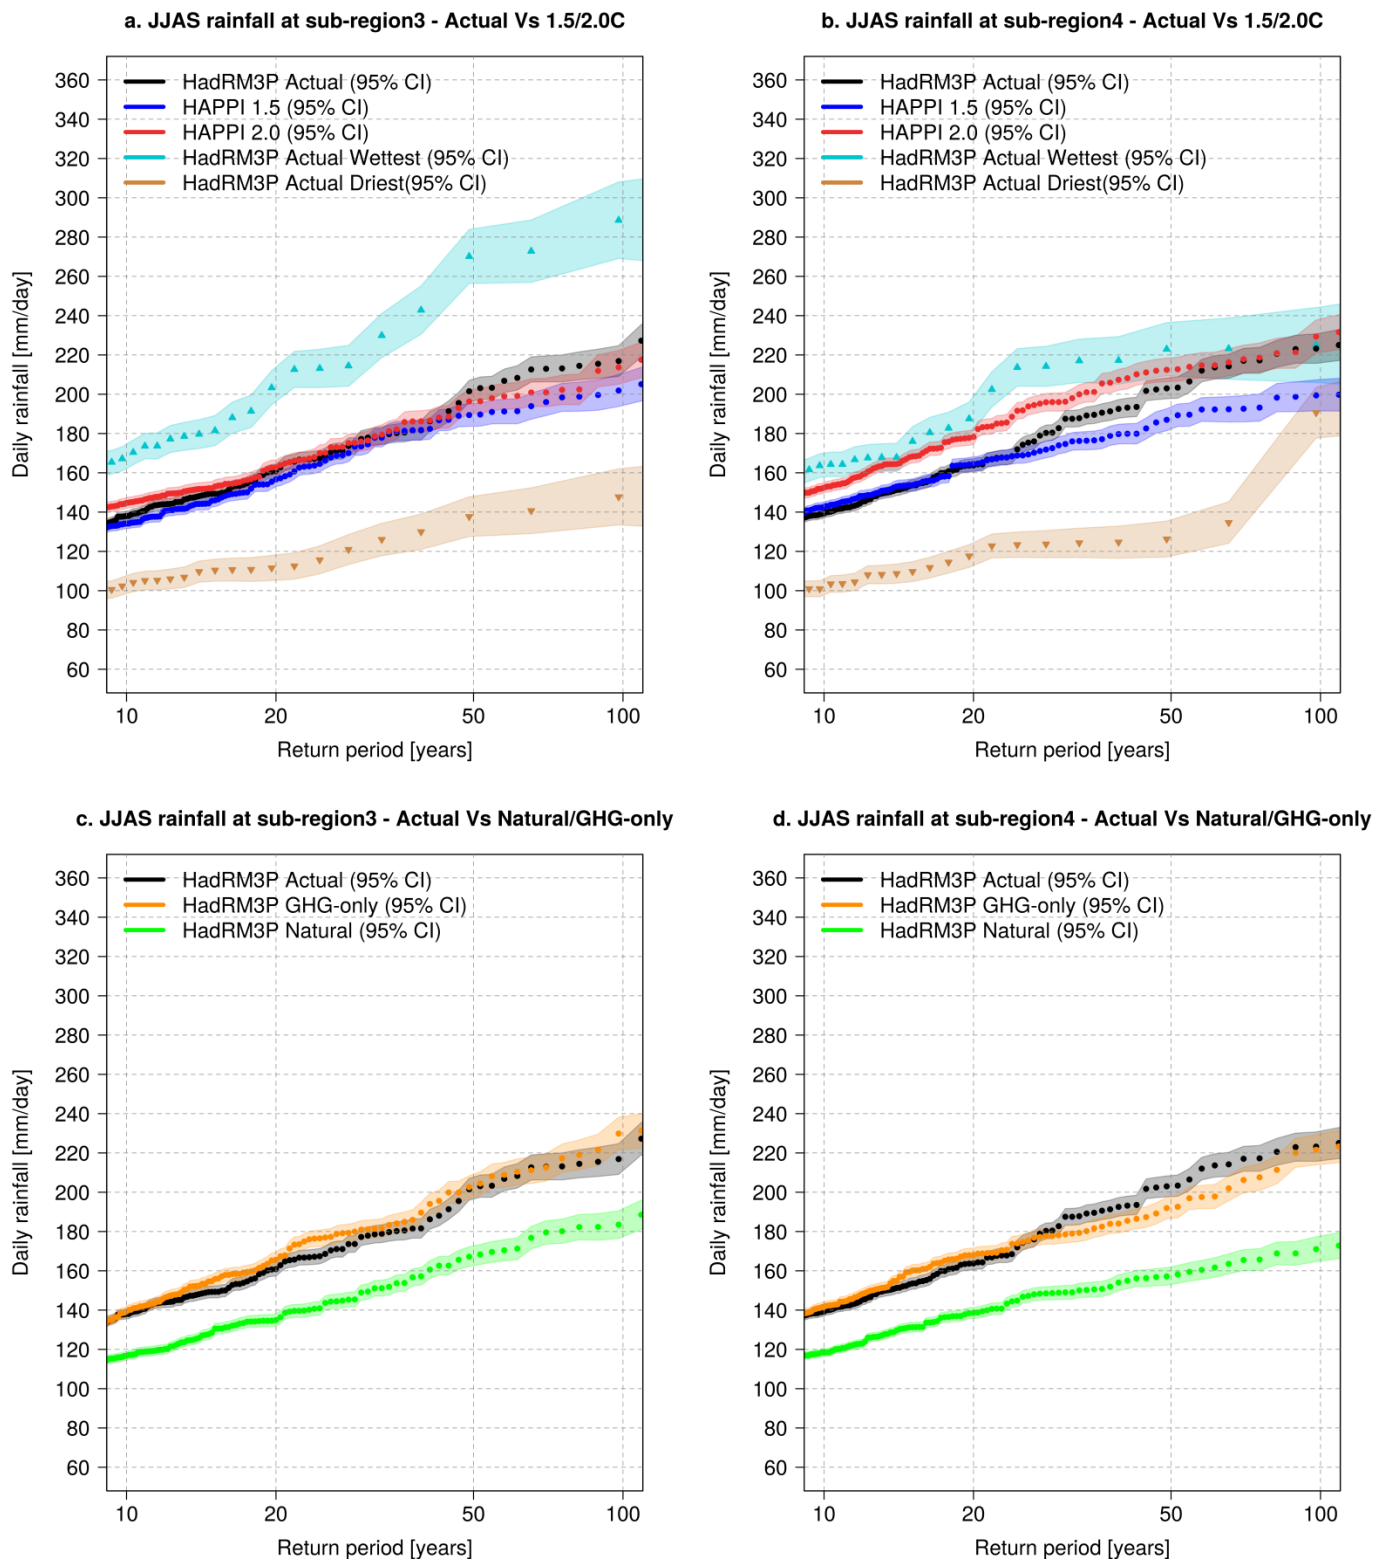 a. JJAS rainfall at sub-region3 - Actual Vs 1.5/2.0C
Daily rainfall [mm/day]
360
340
320
300
280
260
240
220
200
180
160
140
120
100
80
60
HadRM3P Actual (95% CI)
HAPPI 1.5 (95% CI)
HAPPI 2.0 (95% CI)
HadRM3P Actual Wettest (95% CI)
HadRM3P Actual Driest(95% CI)
10 20 50 100
Return period [years]
b. JJAS rainfall at sub-region4 - Actual Vs 1.5/2.0C
Daily rainfall [mm/day]
360
340
320
300
280
260
240
220
200
180
160
140
120
100
80
60
HadRM3P Actual (95% CI)
HAPPI 1.5 (95% CI)
HAPPI 2.0 (95% CI)
HadRM3P Actual Wettest (95% CI)
HadRM3P Actual Driest(95% CI)
10 20 50 100
Return period [years]
c. JJAS rainfall at sub-region3 - Actual Vs Natural/GHG-only
Daily rainfall [mm/day]
360
340
320
300
280
260
240
220
200
180
160
140
120
100
80
60
HadRM3P Actual (95% CI)
HadRM3P GHG-only (95% CI)
HadRM3P Natural (95% CI)
10 20 50 100
Return period [years]
d. JJAS rainfall at sub-region4 - Actual Vs Natural/GHG-only
Daily rainfall [mm/day]
360
340
320
300
280
260
240
220
200
180
160
140
120
100
80
60
HadRM3P Actual (95% CI)
HadRM3P GHG-only (95% CI)
HadRM3P Natural (95% CI)
10 20 50 100
Return period [years]